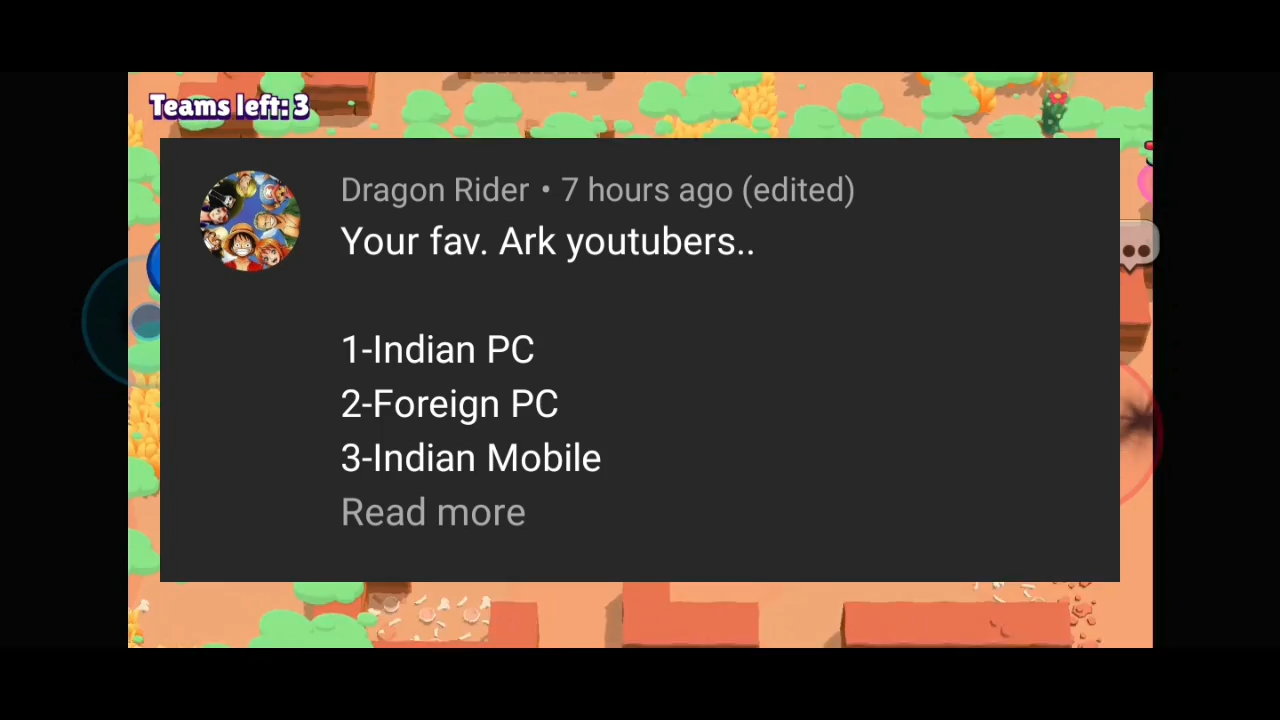 Teams left: 3
Dragon Rider • 7 hours ago (edited)
Your fav. Ark youtubers..
1-Indian PC
2-Foreign PC
3-Indian Mobile
Read more